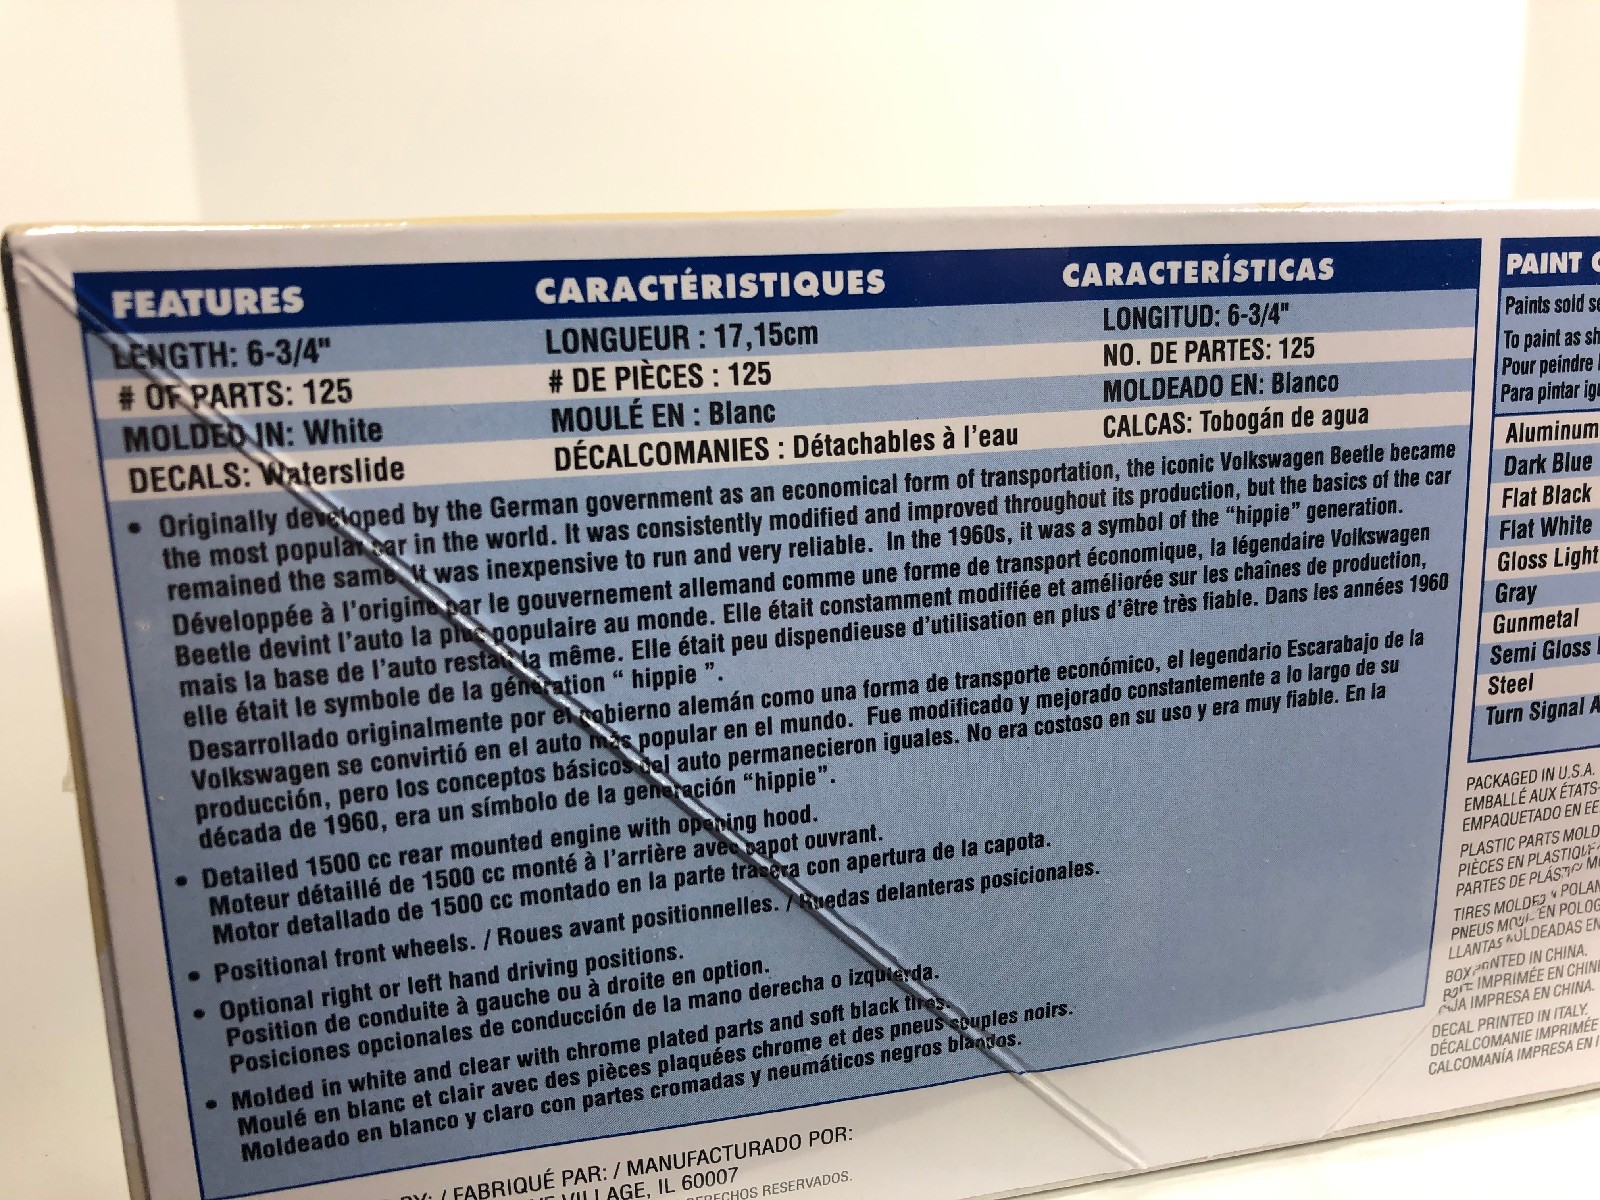 FEATURES
LENGTH: 6-3/4"
# OF PARTS: 125
MOLDED IN: White
DECALS: Waterslide
CARACTÉRISTIQUES
LONGUEUR : 17,15cm
# DE PIÈCES : 125
MOULÉ EN : Blanc
DÉCALCOMANIES : Détachables à l'eau
CARACTERÍSTICAS
LONGITUD: 6-3/4"
NO. DE PARTES: 125
MOLDEADO EN: Blanco
CALCAS: Tobogán de agua
• Originally developed by the German government as an economical form of transportation, the iconic Volkswagen Beetle became
the most popular car in the world. It was consistently modified and improved throughout its production, but the basics of the car
remained the same. It was inexpensive to run and very reliable. In the 1960s, it was a symbol of the “hippie” generation.
Développée à l'origine par le gouvernement allemand comme une forme de transport économique, la légendaire Volkswagen
Beetle devint l'auto la plus populaire au monde. Elle était constamment modifiée et améliorée sur les chaînes de production,
mais la base de l'auto restait la même. Elle était peu dispendieuse d'utilisation en plus d'être très fiable. Dans les années 1960
elle était le symbole de la génération “ hippie ”.
Desarrollado originalmente por el gobierno alemán como una forma de transporte económico, el legendario Escarabajo de la
Volkswagen se convirtió en el auto más popular en el mundo. Fue modificado y mejorado constantemente a lo largo de su
producción, pero los conceptos básicos del auto permanecieron iguales. No era costoso en su uso y era muy fiable. En la
década de 1960, era un símbolo de la generación “hippie”.
• Detailed 1500 cc rear mounted engine with opening hood.
Moteur détaillé de 1500 cc monté à l'arrière avec capot ouvrant.
Motor detallado de 1500 cc montado en la parte trasera con apertura de la capota.
• Positional front wheels. / Roues avant positionnelles. / Ruedas delanteras posicionales.
• Optional right or left hand driving positions.
Position de conduite à gauche ou à droite en option.
Posiciones opcionales de conducción de la mano derecha o izquierda.
• Molded in white and clear with chrome plated parts and soft black tires.
Moulé en blanc et clair avec des pièces plaquées chrome et des pneus souples noirs.
Moldeado en blanco y claro con partes cromadas y neumáticos negros blandos.
/ FABRIQUÉ PAR: / MANUFACTURADO POR:
VILLAGE, IL 60007
RESERVADOS.
PAINT
Paints sold
To paint as
Pour peindre
Para pintar
Aluminum
Dark Blue
Flat Black
Flat White
Gloss Light
Gray
Gunmetal
Semi Gloss
Steel
Turn Signal
PACKAGED IN U.S.A.
EMBALLÉ AUX ÉTATS-
EMPAQUETADO EN
PLASTIC PARTS
PIÈCES EN PLASTIQUE
PARTES DE
TIRES
PNEUS EN
LLANTAS MOLDEADAS EN
BOX PRINTED IN CHINA.
IMPRIMÉE EN
IMPRESA EN CHINA.
DECAL PRINTED IN ITALY.
DÉCALCOMANIE IMPRIMÉE
CALCOMANÍA IMPRESA EN